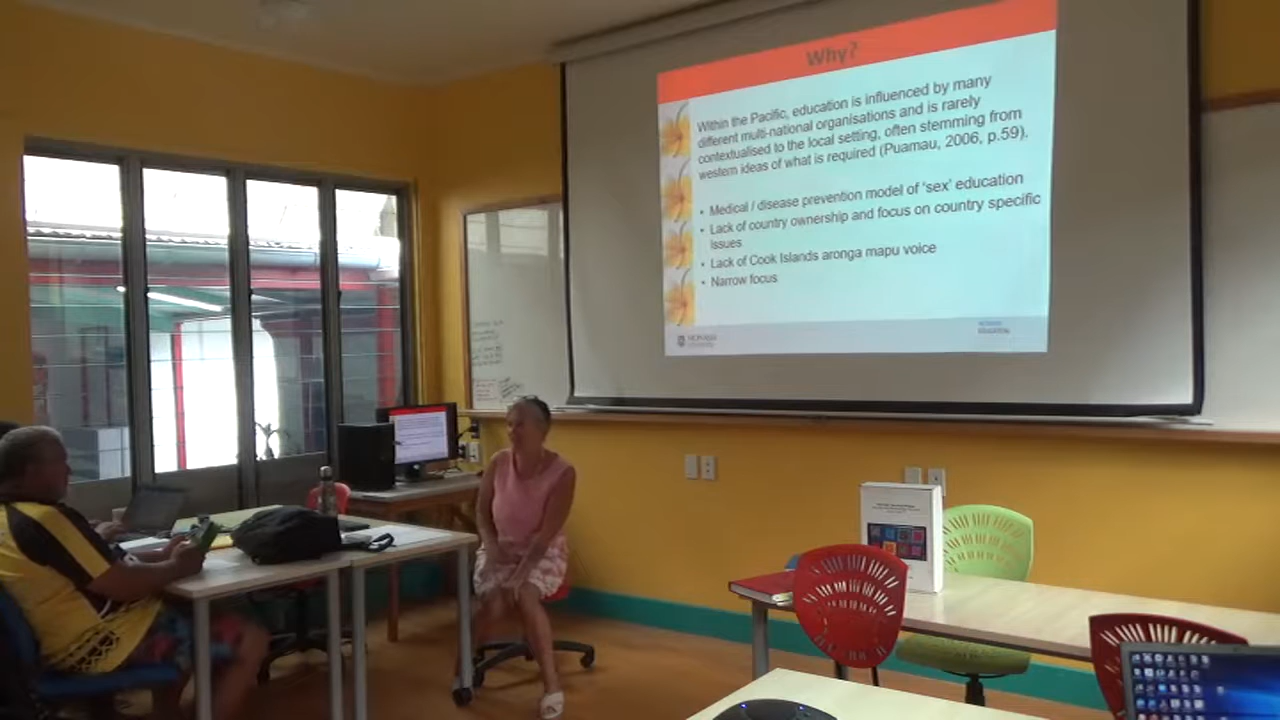 Why?
Within the Pacific, education is influenced by many
different multi-national organisations and is rarely
contextualised to the local setting, often stemming from
western ideas of what is required (Puamau, 2006, p.59).
• Medical / disease prevention model of 'sex' education
• Lack of country ownership and focus on country specific
issues
• Lack of Cook Islands aronga mapu voice
• Narrow focus